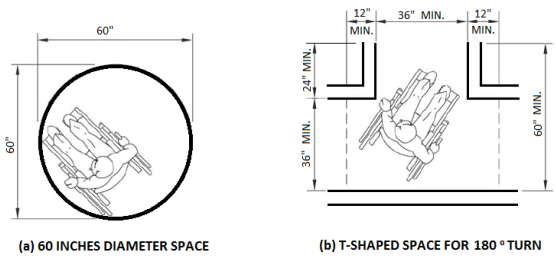 60"
60"
(a) 60 INCHES DIAMETER SPACE
12" 36" MIN. 12"
MIN. MIN.
24" MIN.
36" MIN.
60" MIN.
(b) T-SHAPED SPACE FOR 180 º TURN